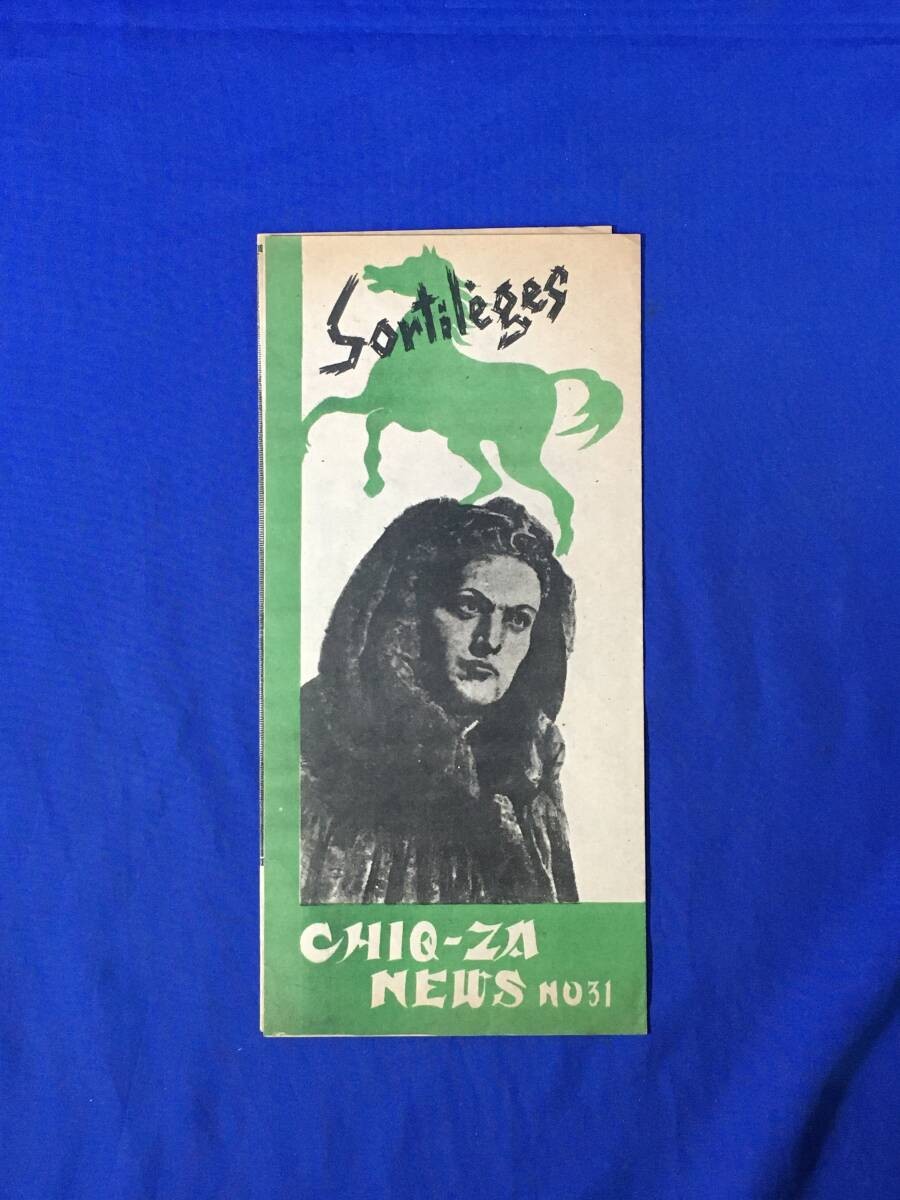 Sortilèges
CHIQ-ZA
NEWS NO31